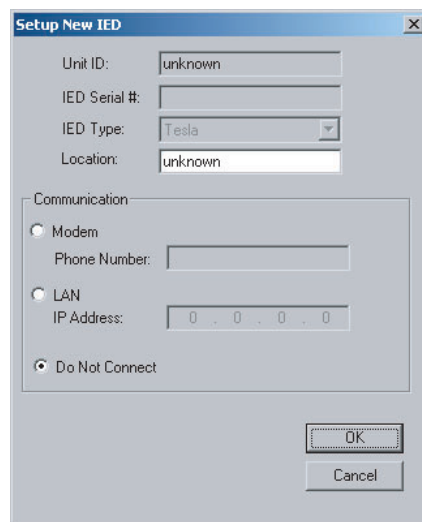 Setup New IED
Unit ID: unknown
IED Serial #:
IED Type: Tesla
Location: unknown
Communication
Modem
Phone Number:
LAN
IP Address: 0 . 0 . 0 . 0
Do Not Connect
OK
Cancel